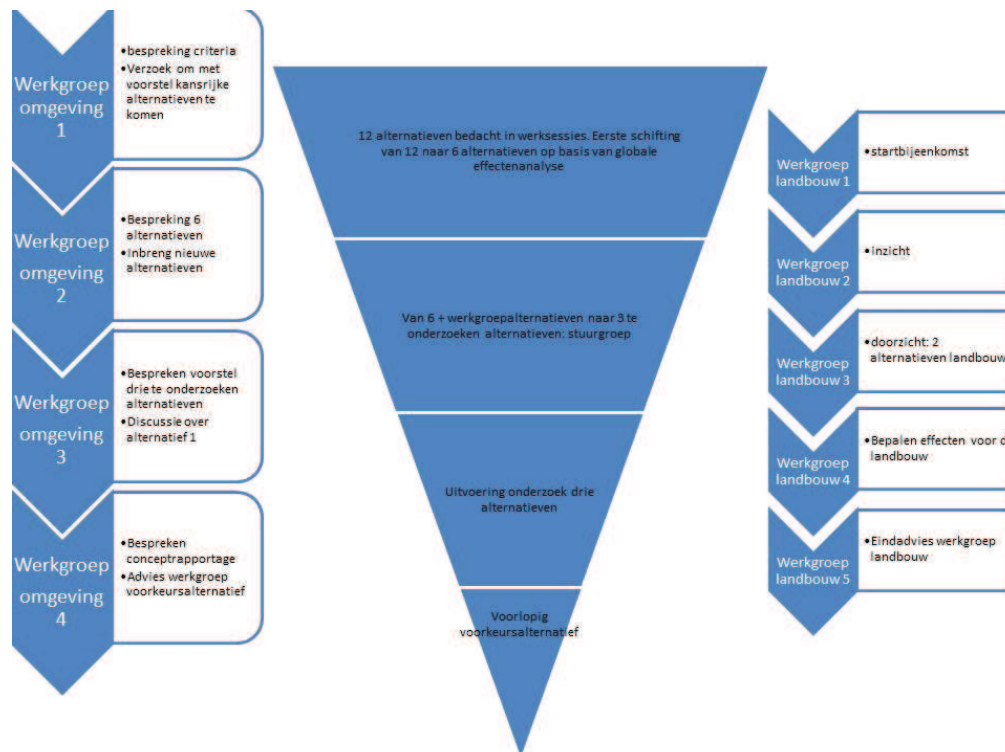 Werkgroep
omgeving
1
•bespreking criteria
•Verzoek om met
voorstel kansrijke
alternatieven te
komen
Werkgroep
omgeving
2
•Bespreking 6
alternatieven
•Inbreng nieuwe
alternatieven
Werkgroep
omgeving
3
•Bespreken voorstel
drie te onderzoeken
alternatieven
•Discussie over
alternatief 1
Werkgroep
omgeving
4
•Bespreken
conceptrapportage
•Advies werkgroep
voorkeursalternatief
12 alternatieven bedacht in werksessies. Eerste schifting
van 12 naar 6 alternatieven op basis van globale
effectenanalyse
Van 6 + werkgroepalternatieven naar 3 te
onderzoeken alternatieven: stuurgroep
Uitvoering onderzoek drie
alternatieven
Voorlopig
voorkeursalternatief
Werkgroep
landbouw 1
•startbijeenkomst
Werkgroep
landbouw 2
•inzicht
Werkgroep
landbouw 3
•doorzicht: 2
alternatieven landbouw
Werkgroep
landbouw 4
•Bepalen effecten voor
landbouw
Werkgroep
landbouw 5
•Eindadvies werkgroep
landbouw